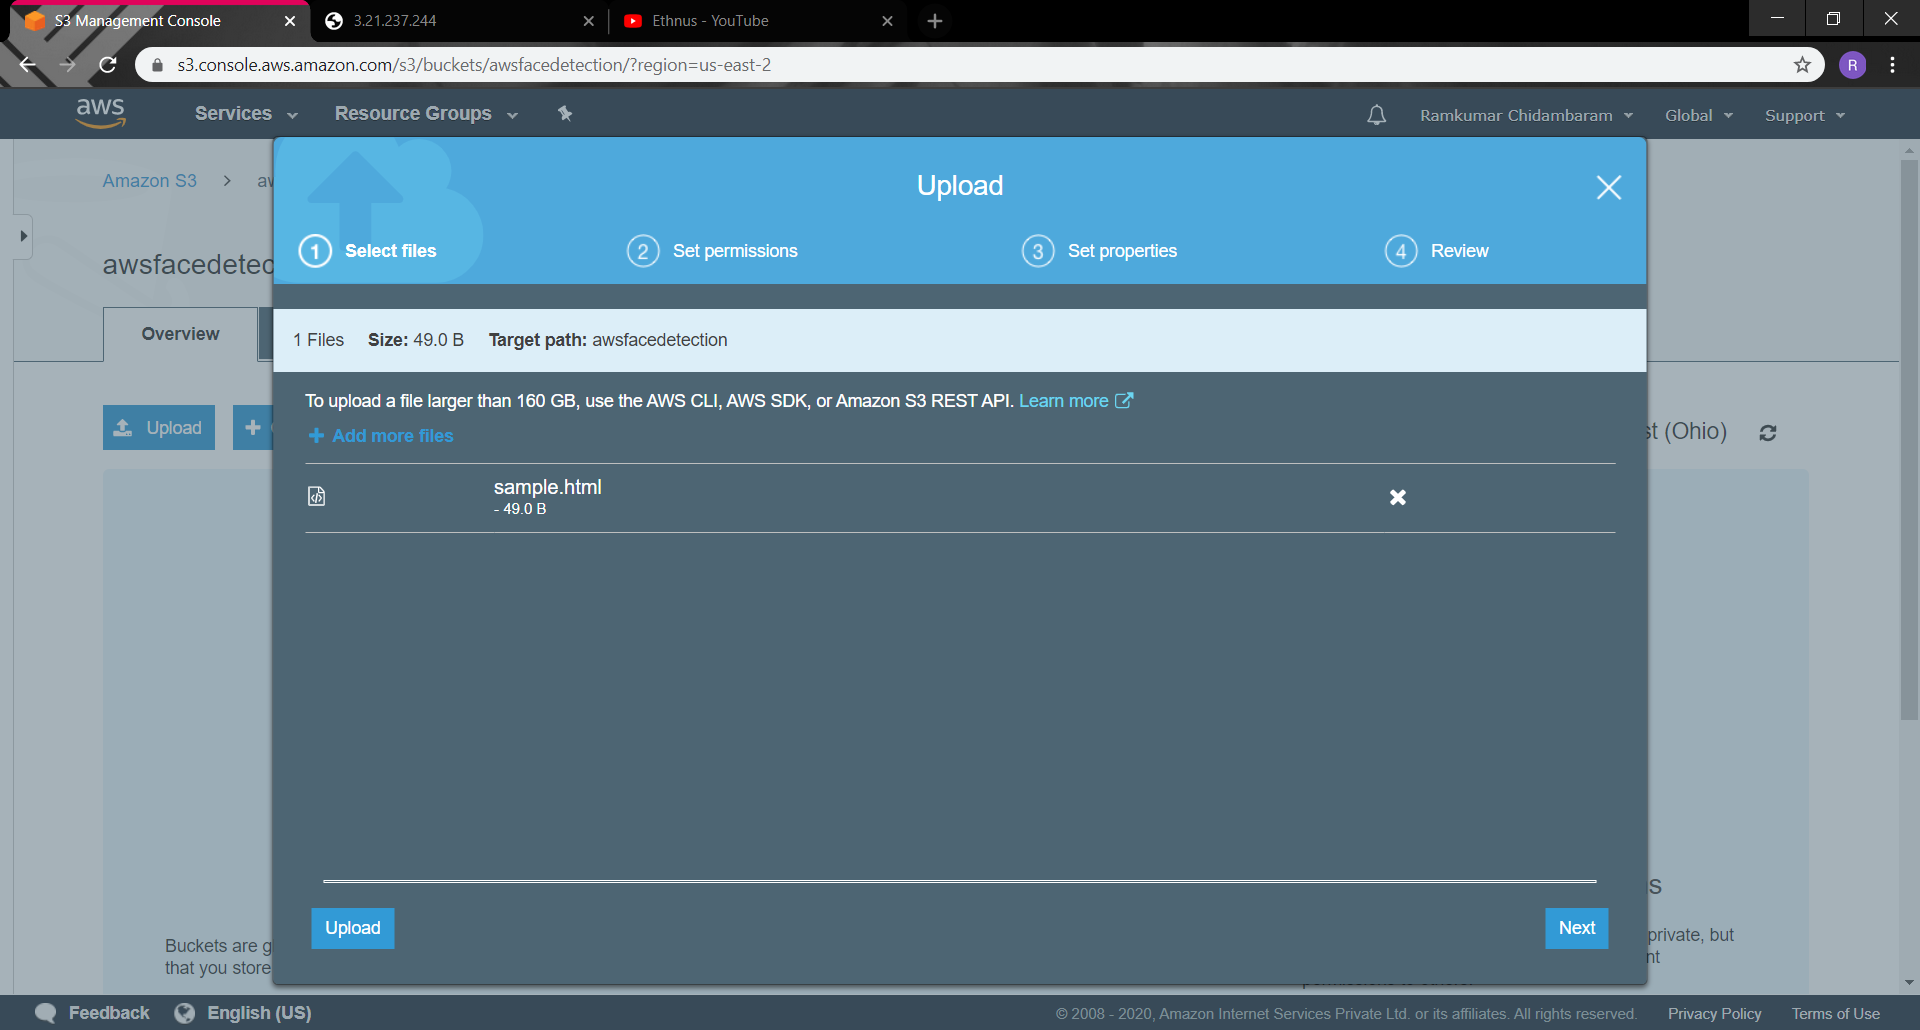 S3 Management Console
3.21.237.244
Ethnus - YouTube
s3.console.aws.amazon.com/s3/buckets/awsfacedetection/?region=us-east-2
R
aws
Services
Resource Groups
Ramkumar Chidambaram
Global
Support
Amazon S3 > aw
Upload
1 Select files
2 Set permissions
3 Set properties
4 Review
awsfacedetec
Overview
1 Files Size: 49.0 B Target path: awsfacedetection
To upload a file larger than 160 GB, use the AWS CLI, AWS SDK, or Amazon S3 REST API. Learn more
Add more files
Upload
st (Ohio)
sample.html
- 49.0 B
s
Upload
Next
Buckets are g
that you store
private, but
nt
Feedback
English (US)
© 2008 - 2020, Amazon Internet Services Private Ltd. or its affiliates. All rights reserved.
Privacy Policy
Terms of Use